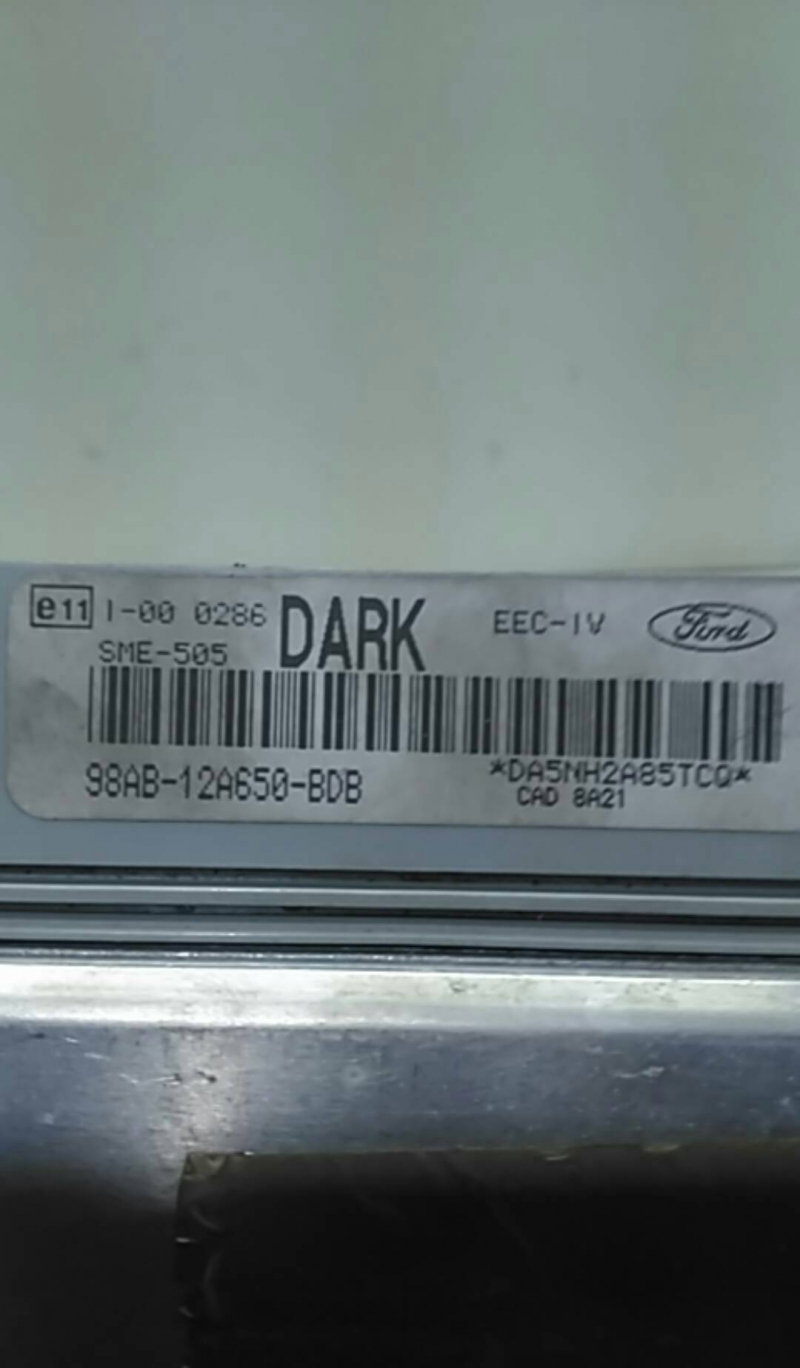 e11 I-00 0286 DARK EEC-IV Ford
SME-505
98AB-12A650-BDB *DA5NH2A85TCQ*
CAD 8A21